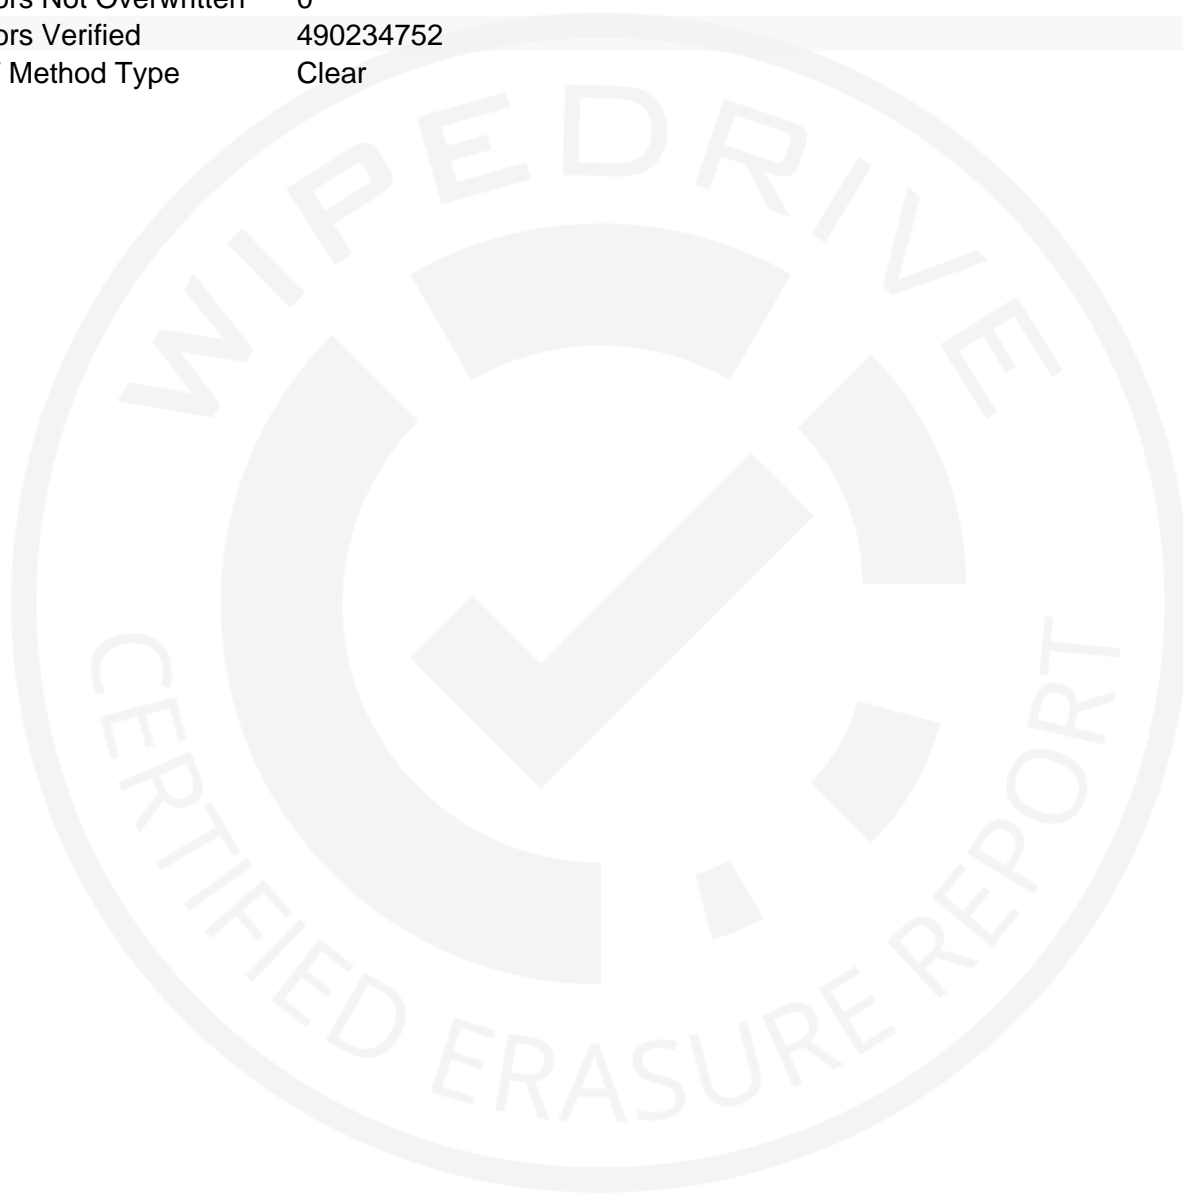 ors Not Overwritten 0
ors Verified 490234752
Method Type Clear
WIPEDRIVE
CERTIFIED ERASURE REPORT